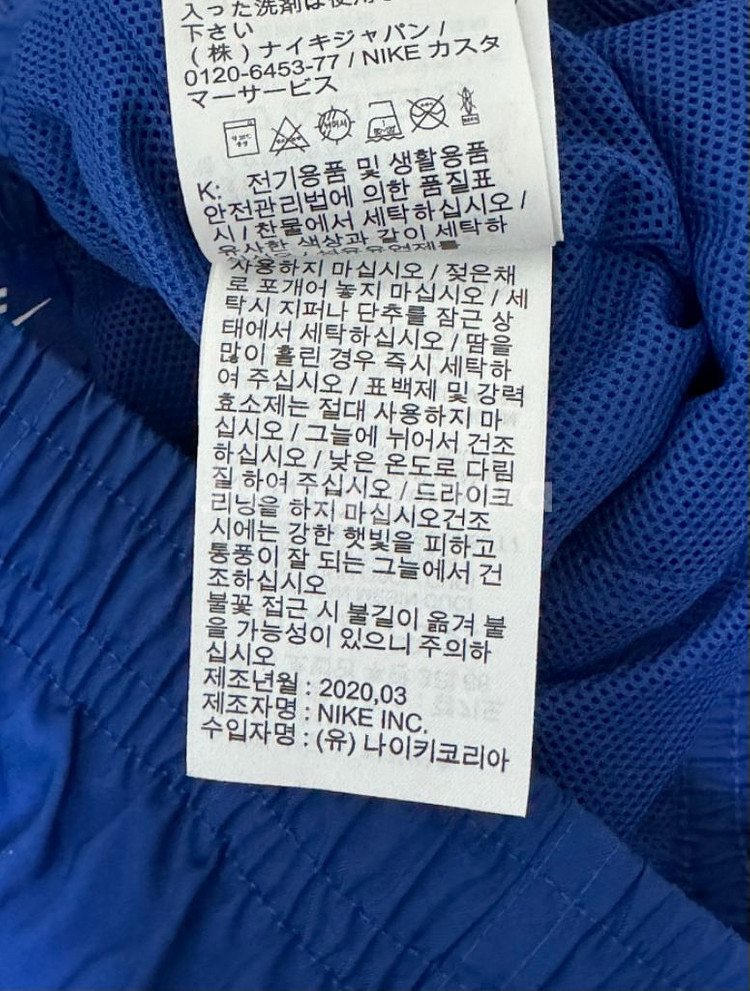 入った洗剤は使用
下さい
(株)ナイキジャパン /
0120-6453-77 / NIKE カスタ
マーサービス
K: 전기용품 및 생활용품
안전관리법에 의한 품질표
시 / 찬물에서 세탁하십시오 /
유사한 색상과 같이 세탁하
사용하지 마십시오 / 젖은채
로 포개어 놓지 마십시오 / 세
탁시 지퍼나 단추를 잠근 상
태에서 세탁하십시오 / 땀을
많이 흘린 경우 즉시 세탁하
여 주십시오 / 표백제 및 강력
효소제는 절대 사용하지 마
십시오 / 그늘에 뉘어서 건조
하십시오 / 낮은 온도로 다림
질 하여 주십시오 / 드라이크
리닝을 하지 마십시오건조
시에는 강한 햇빛을 피하고
통풍이 잘 되는 그늘에서 건
조하십시오
불꽃 접근 시 불길이 옮겨 붙
을 가능성이 있으니 주의하
십시오
제조년월 : 2020,03
제조자명 : NIKE INC.
수입자명 : (유) 나이키코리아